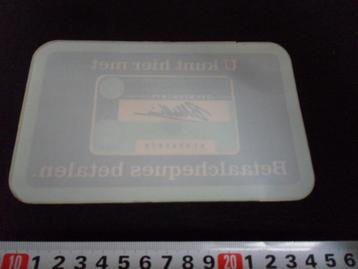 U kunt hier met
Betaalcheques betalen.
10 1 2 3 4 5 6 7 8 9 20 1 2 3 4 5 6